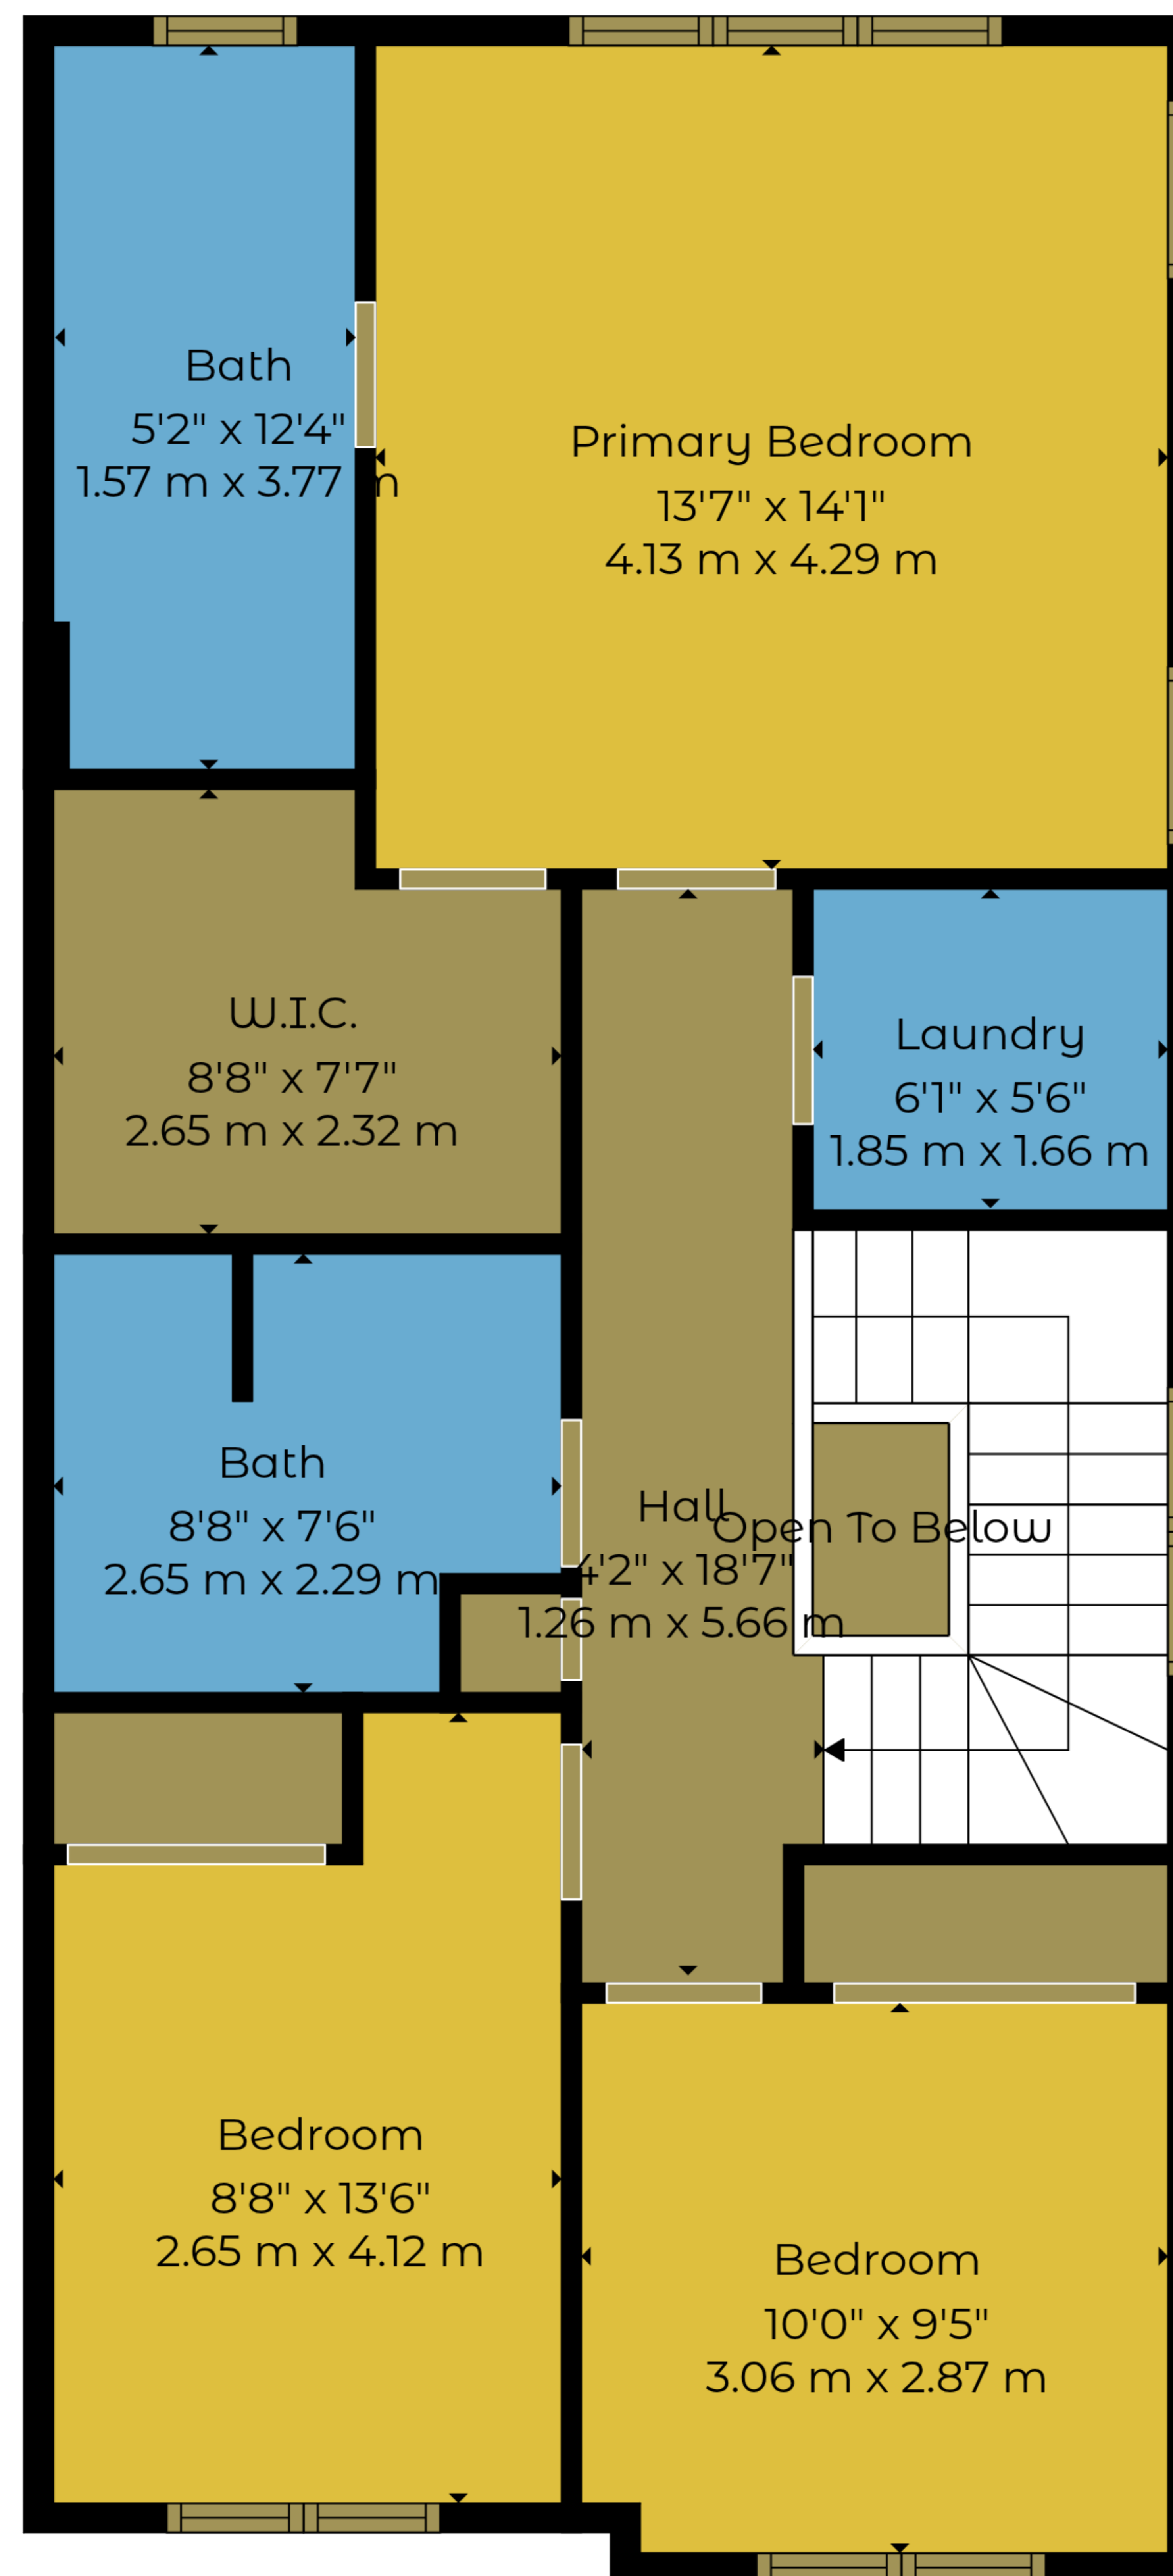 Bath
5'2" x 12'4"
1.57 m x 3.77 m
Primary Bedroom
13'7" x 14'1"
4.13 m x 4.29 m
W.I.C.
8'8" x 7'7"
2.65 m x 2.32 m
Laundry
6'1" x 5'6"
1.85 m x 1.66 m
Bath
8'8" x 7'6"
2.65 m x 2.29 m
Hall
4'2" x 18'7"
1.26 m x 5.66 m
Open To Below
Bedroom
8'8" x 13'6"
2.65 m x 4.12 m
Bedroom
10'0" x 9'5"
3.06 m x 2.87 m